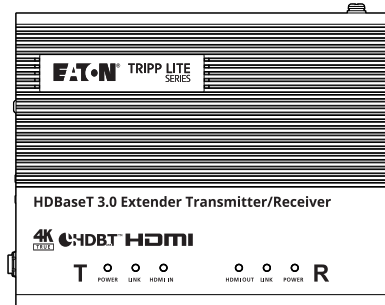 EATON® TRIPP LITE
SERIES
HDBaseT 3.0 Extender Transmitter/Receiver
4K TRUE HDBT™ HDMI
T POWER LINK HDMI IN HDMI OUT LINK POWER R